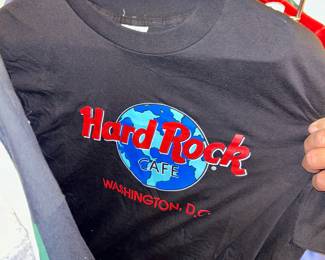 Hard Rock
CAFE
®
WASHINGTON, D.C.